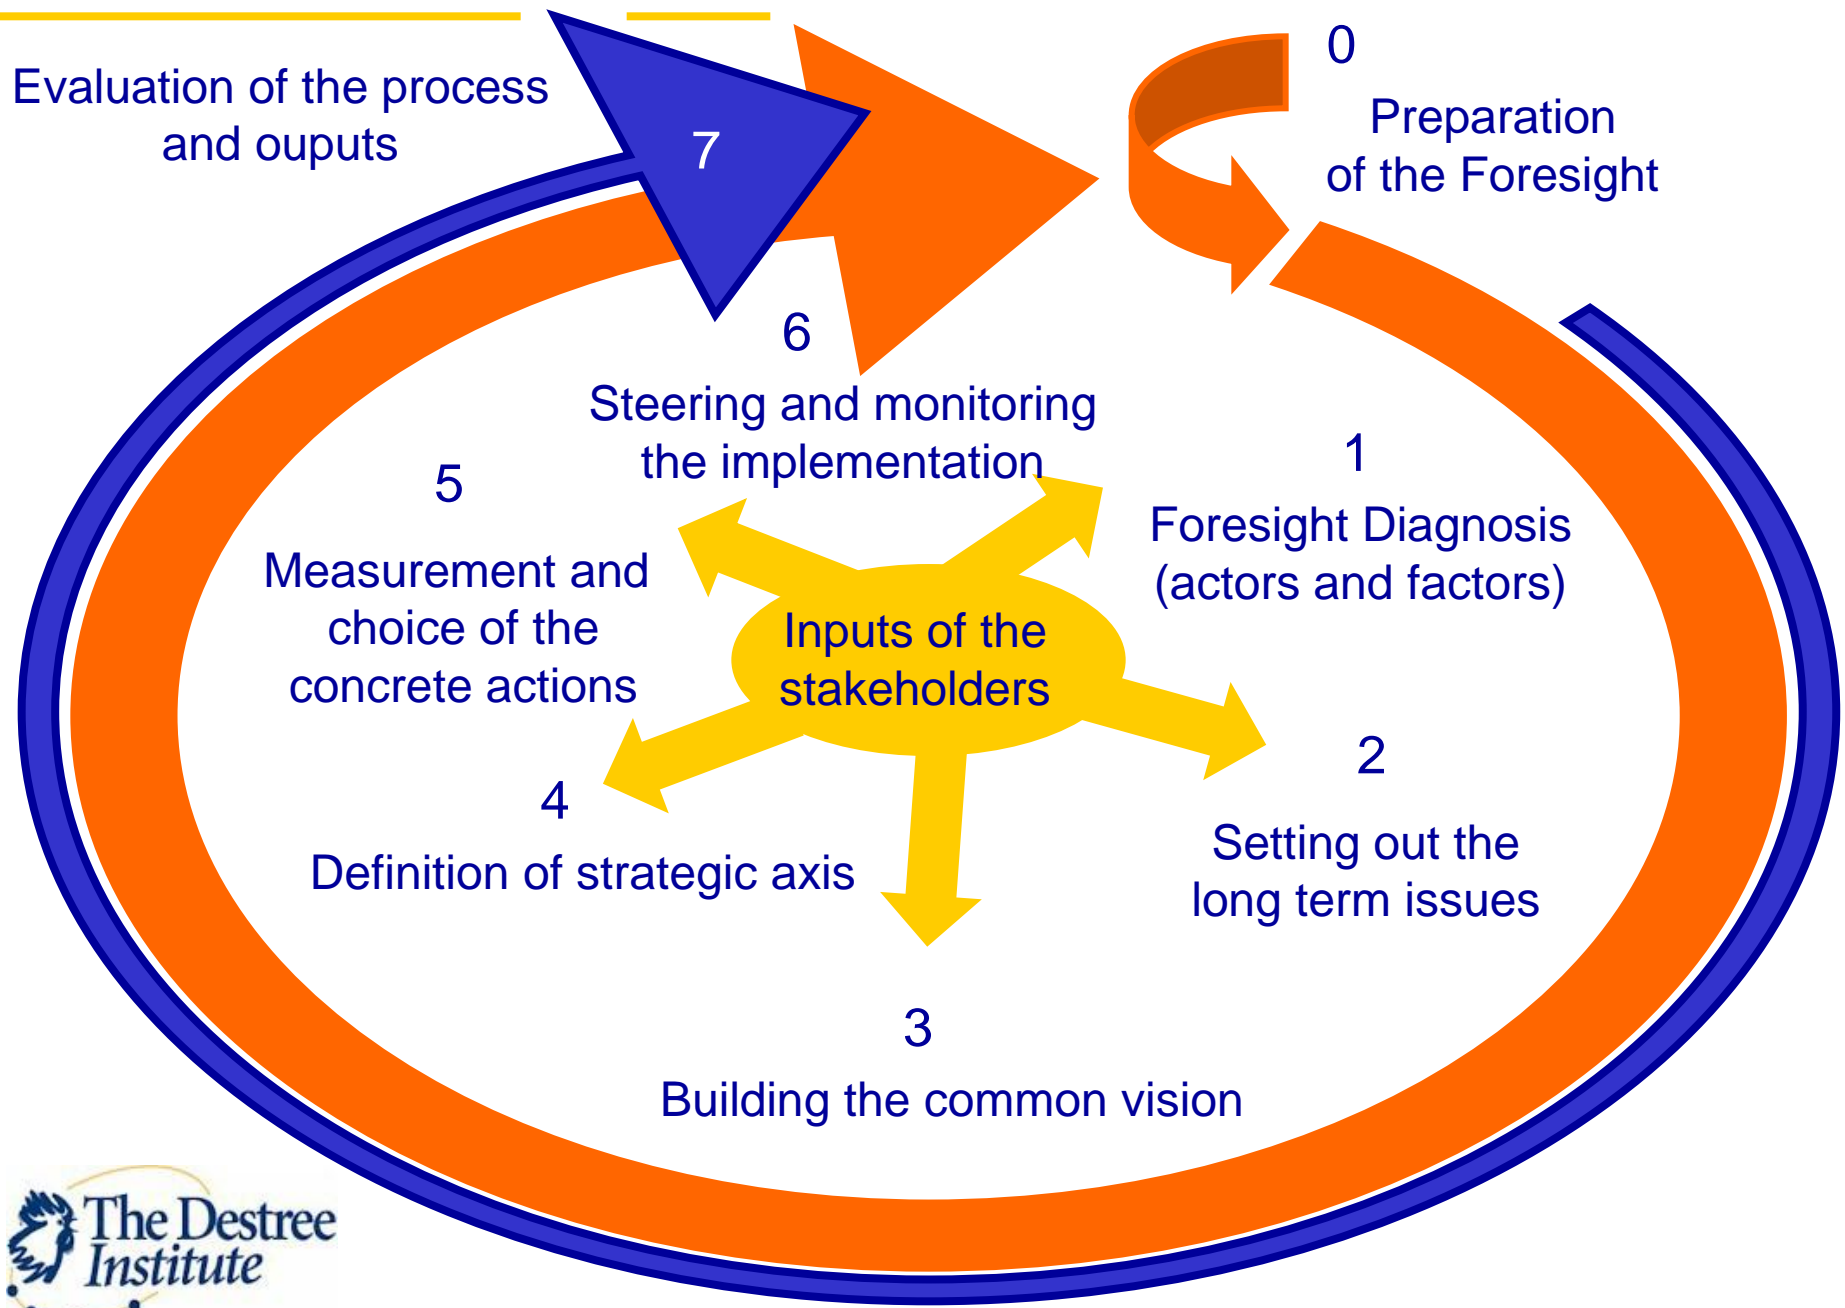 Evaluation of the process
and ouputs
7
0
Preparation
of the Foresight
6
Steering and monitoring
the implementation
1
Foresight Diagnosis
(actors and factors)
5
Measurement and
choice of the
concrete actions
Inputs of the
stakeholders
2
Setting out the
long term issues
4
Definition of strategic axis
3
Building the common vision
The Destree
Institute